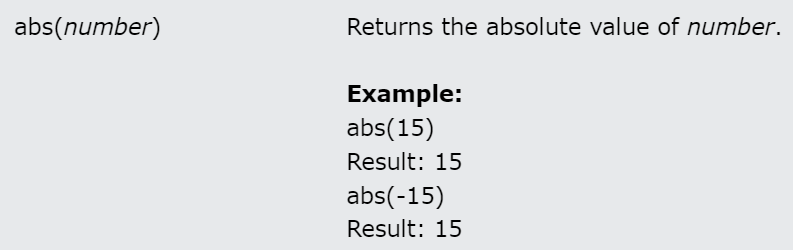 abs(number) Returns the absolute value of number.
Example:
abs(15)
Result: 15
abs(-15)
Result: 15